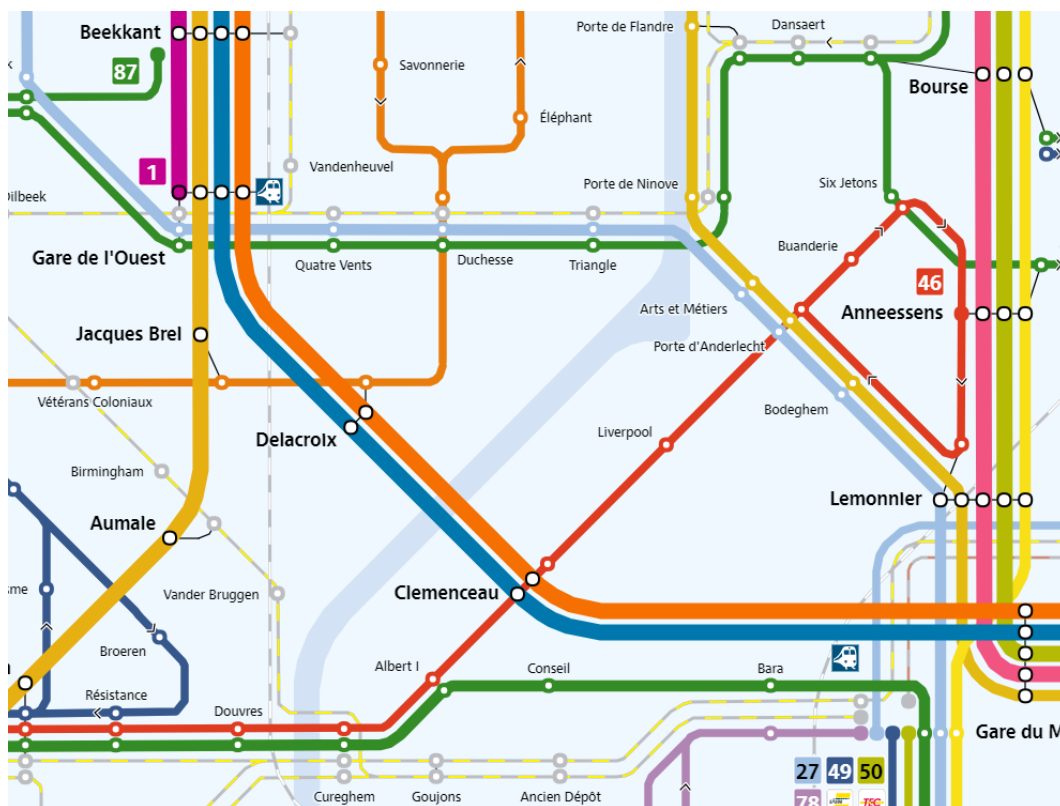 Beekkant
87
Savonnerie
Porte de Flandre
Dansaert
Bourse
Éléphant
1
Vandenheuvel
Porte de Ninove
Six Jetons
Gare de l'Ouest
Quatre Vents
Duchesse
Triangle
Buanderie
46
Jacques Brel
Arts et Métiers
Anneessens
Porte d'Anderlecht
Vétérans Coloniaux
Bodeghem
Delacroix
Liverpool
Birmingham
Lemonnier
Aumale
Vander Bruggen
Clemenceau
Broeren
Albert I
Conseil
Bara
Résistance
Douvres
Gare du M
27 49 50
78
Cureghem
Goujons
Ancien Dépôt